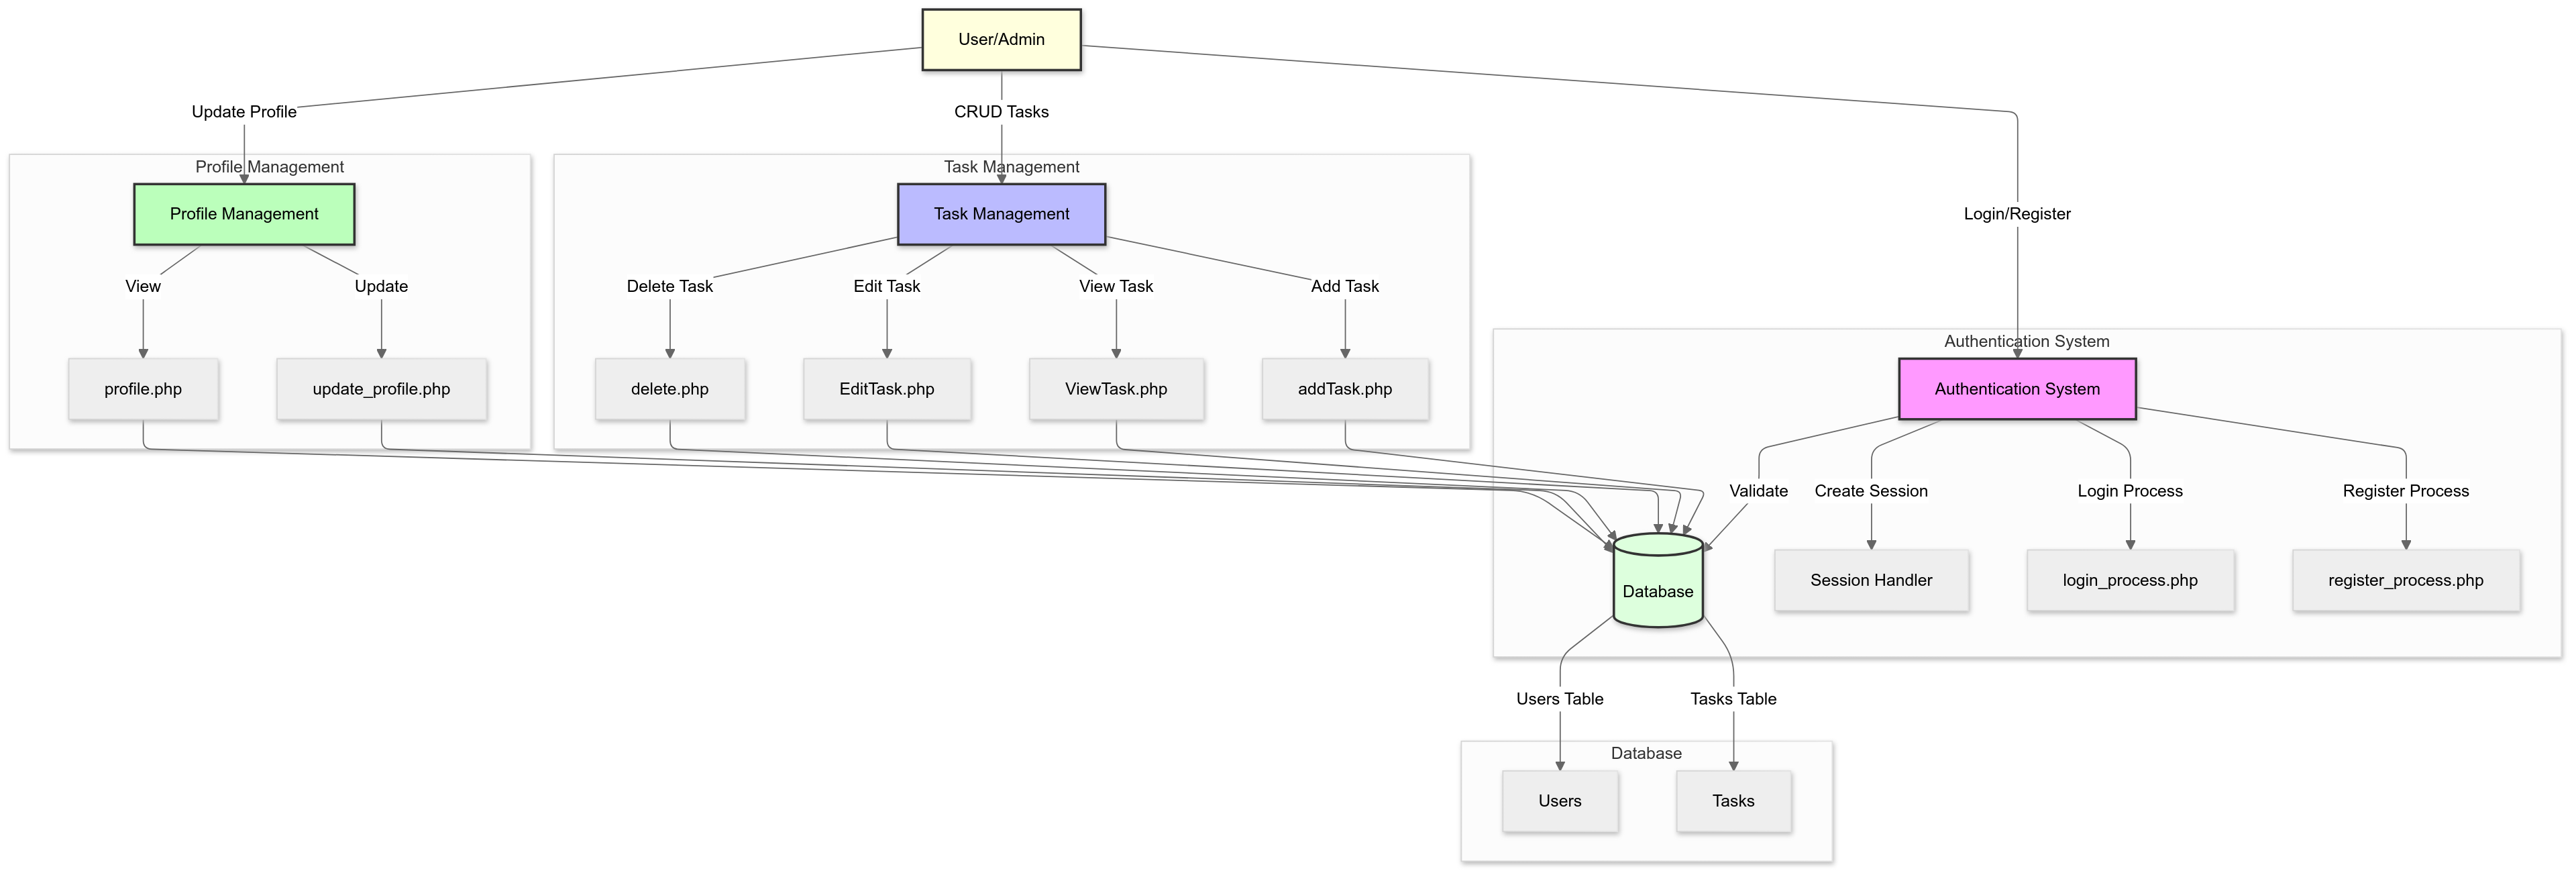 User/Admin
Update Profile
CRUD Tasks
Profile Management
Task Management
Profile Management
Task Management
Login/Register
View
Update
Delete Task
Edit Task
View Task
Add Task
Authentication System
profile.php
update_profile.php
delete.php
EditTask.php
ViewTask.php
addTask.php
Authentication System
Validate
Create Session
Login Process
Register Process
Database
Session Handler
login_process.php
register_process.php
Users Table
Tasks Table
Database
Users
Tasks